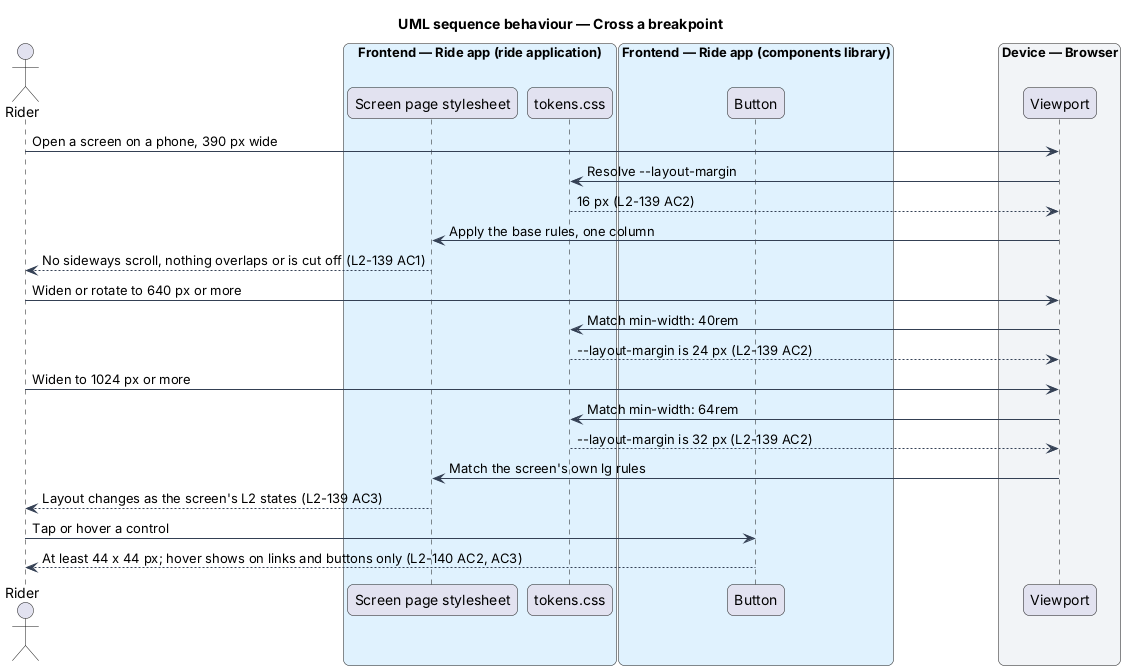 UML sequence behaviour — Cross a breakpoint
Frontend — Ride app (ride application)
Frontend — Ride app (components library)
Device — Browser
Rider
Screen page stylesheet
tokens.css
Button
Viewport
Open a screen on a phone, 390 px wide
Resolve --layout-margin
16 px (L2-139 AC2)
Apply the base rules, one column
No sideways scroll, nothing overlaps or is cut off (L2-139 AC1)
Widen or rotate to 640 px or more
Match min-width: 40rem
--layout-margin is 24 px (L2-139 AC2)
Widen to 1024 px or more
Match min-width: 64rem
--layout-margin is 32 px (L2-139 AC2)
Match the screen's own lg rules
Layout changes as the screen's L2 states (L2-139 AC3)
Tap or hover a control
At least 44 x 44 px; hover shows on links and buttons only (L2-140 AC2, AC3)
Rider
Screen page stylesheet
tokens.css
Button
Viewport